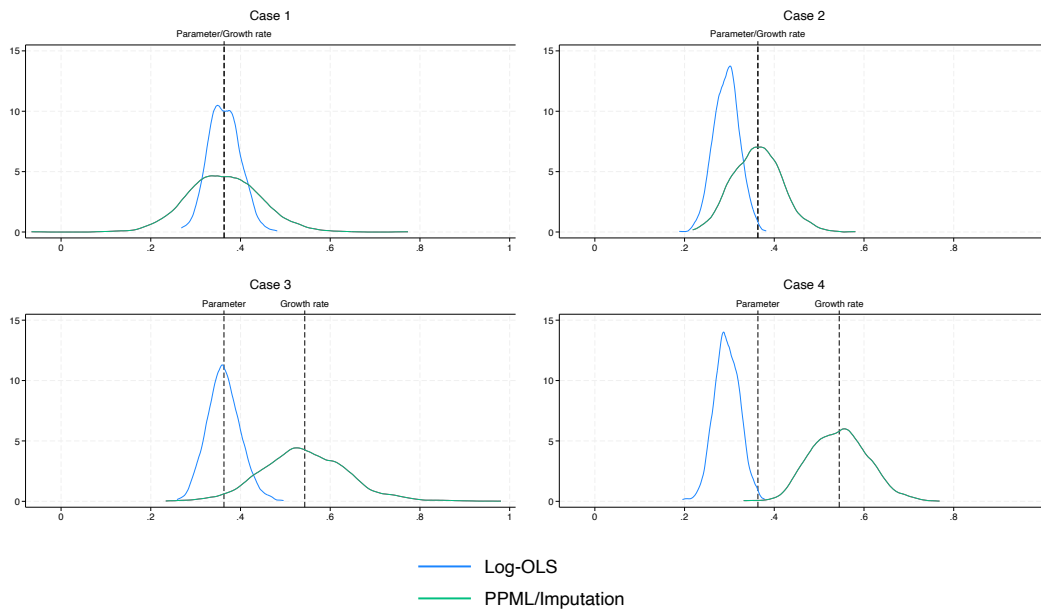 Case 1
Parameter/Growth rate
15
10
5
0
0 .2 .4 .6 .8 1
Case 2
Parameter/Growth rate
15
10
5
0
0 .2 .4 .6 .8
Case 3
Parameter Growth rate
15
10
5
0
0 .2 .4 .6 .8 1
Case 4
Parameter Growth rate
15
10
5
0
0 .2 .4 .6 .8
Log-OLS
PPML/Imputation